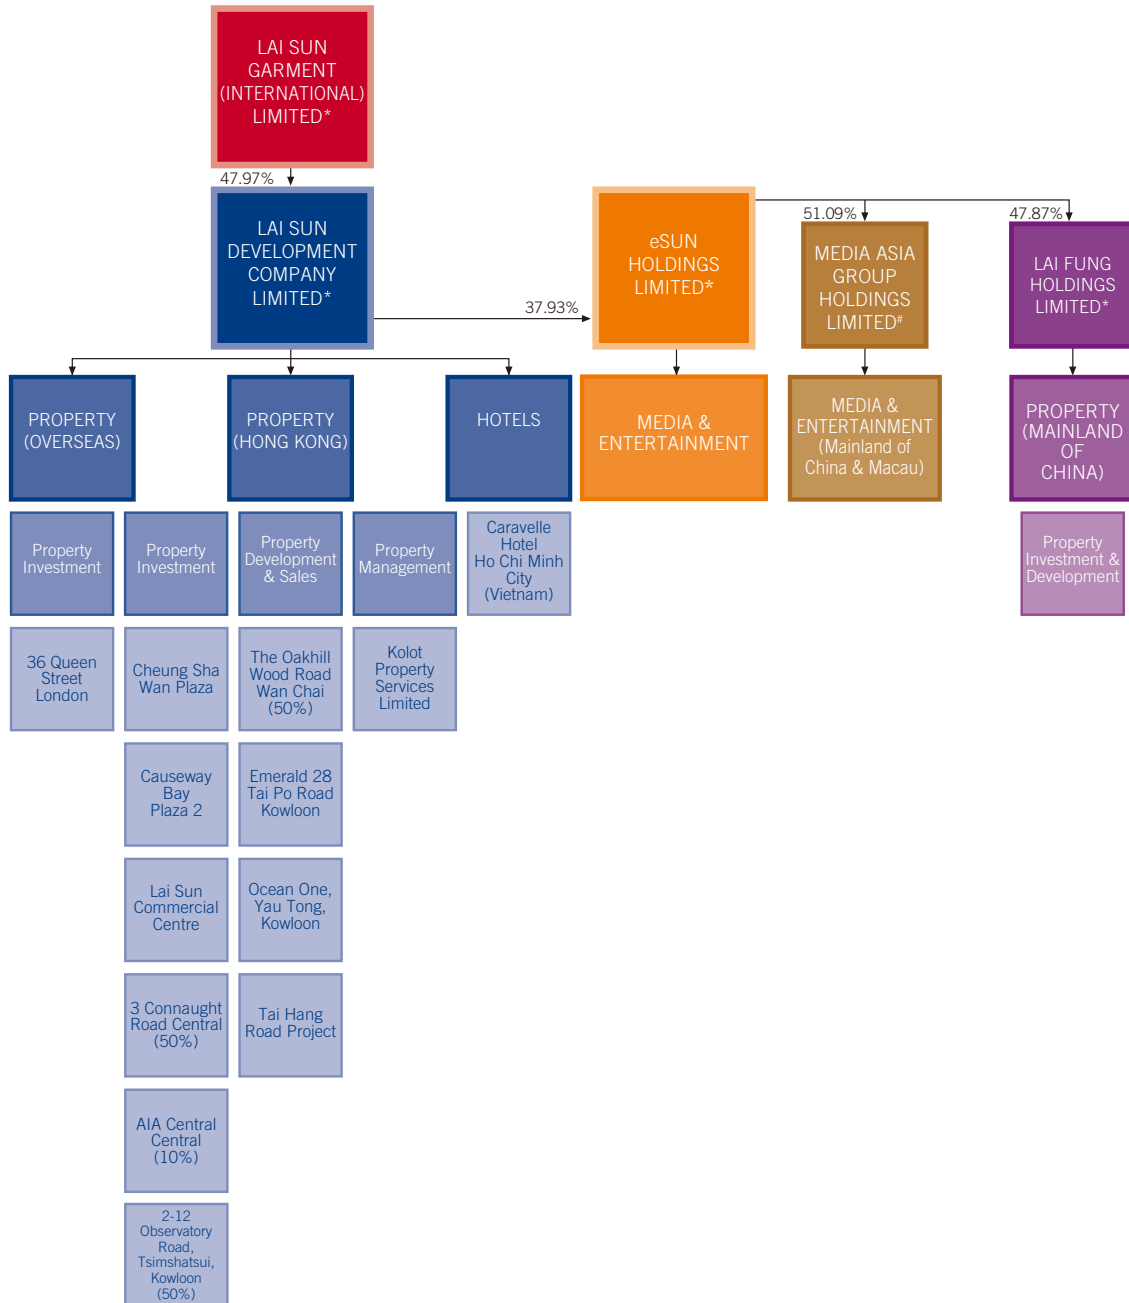 LAI SUN
GARMENT
(INTERNATIONAL)
LIMITED*
47.97%
LAI SUN
DEVELOPMENT
COMPANY
LIMITED*
37.93%
eSUN
HOLDINGS
LIMITED*
51.09%
MEDIA ASIA
GROUP
HOLDINGS
LIMITED#
47.87%
LAI FUNG
HOLDINGS
LIMITED*
PROPERTY
(OVERSEAS)
PROPERTY
(HONG KONG)
HOTELS
MEDIA &
ENTERTAINMENT
MEDIA &
ENTERTAINMENT
(Mainland of
China & Macau)
PROPERTY
(MAINLAND
OF
CHINA)
Property
Investment
Property
Investment
Property
Development
& Sales
Property
Management
Caravelle
Hotel
Ho Chi Minh
City
(Vietnam)
Property
Investment &
Development
36 Queen
Street
London
Cheung Sha
Wan Plaza
The Oakhill
Wood Road
Wan Chai
(50%)
Kolot
Property
Services
Limited
Causeway
Bay
Plaza 2
Emerald 28
Tai Po Road
Kowloon
Lai Sun
Commercial
Centre
Ocean One,
Yau Tong,
Kowloon
3 Connaught
Road Central
(50%)
Tai Hang
Road Project
AIA Central
Central
(10%)
2-12
Observatory
Road,
Tsimshatsui,
Kowloon
(50%)